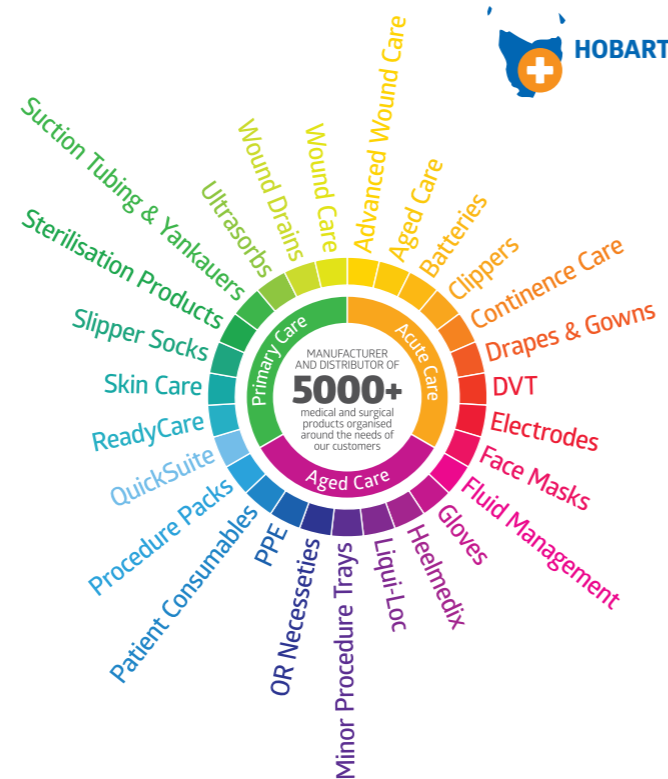 HOBART
Advanced Wound Care
Aged Care
Batteries
Clippers
Continence Care
Drapes & Gowns
DVT
Electrodes
Face Masks
Fluid Management
Gloves
Heelmedix
Liqui-Loc
Minor Procedure Trays
OR Necesseties
PPE
Patient Consumables
Procedure Packs
QuickSuite
ReadyCare
Skin Care
Slipper Socks
Sterilisation Products
Suction Tubing & Yankauers
Ultrasorbs
Wound Drains
Wound Care
Primary Care
Acute Care
Aged Care
MANUFACTURER
AND DISTRIBUTOR OF
5000+
medical and surgical
products organised
around the needs of
our customers